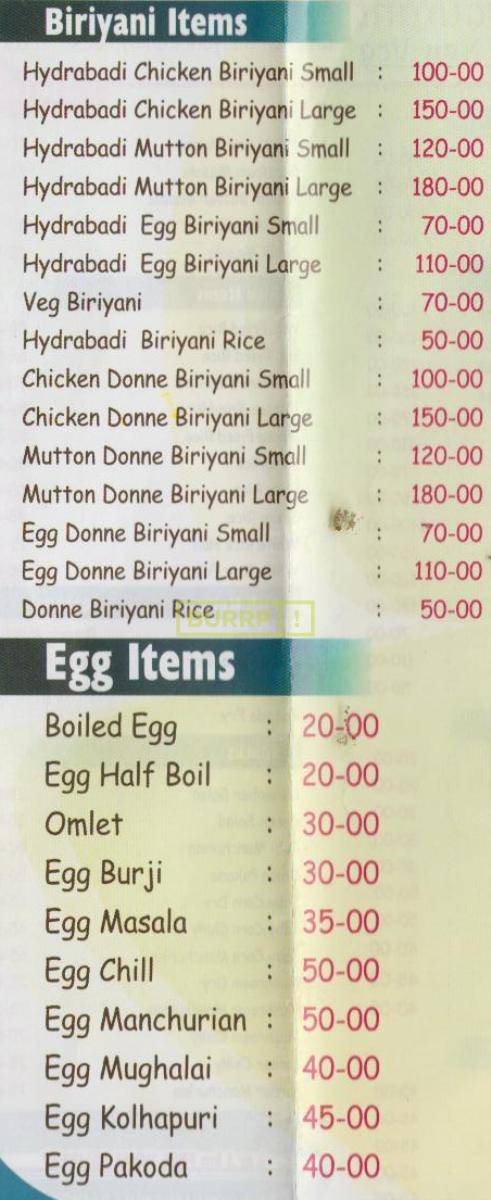 Biriyani Items
Hydrabadi Chicken Biriyani Small : 100-00
Hydrabadi Chicken Biriyani Large : 150-00
Hydrabadi Mutton Biriyani Small : 120-00
Hydrabadi Mutton Biriyani Large : 180-00
Hydrabadi Egg Biriyani Small : 70-00
Hydrabadi Egg Biriyani Large : 110-00
Veg Biriyani : 70-00
Hydrabadi Biriyani Rice : 50-00
Chicken Donne Biriyani Small : 100-00
Chicken Donne Biriyani Large : 150-00
Mutton Donne Biriyani Small : 120-00
Mutton Donne Biriyani Large : 180-00
Egg Donne Biriyani Small : 70-00
Egg Donne Biriyani Large : 110-00
Donne Biriyani Rice : 50-00
BURRP!
Egg Items
Boiled Egg : 20-00
Egg Half Boil : 20-00
Omlet : 30-00
Egg Burji : 30-00
Egg Masala : 35-00
Egg Chill : 50-00
Egg Manchurian : 50-00
Egg Mughalai : 40-00
Egg Kolhapuri : 45-00
Egg Pakoda : 40-00